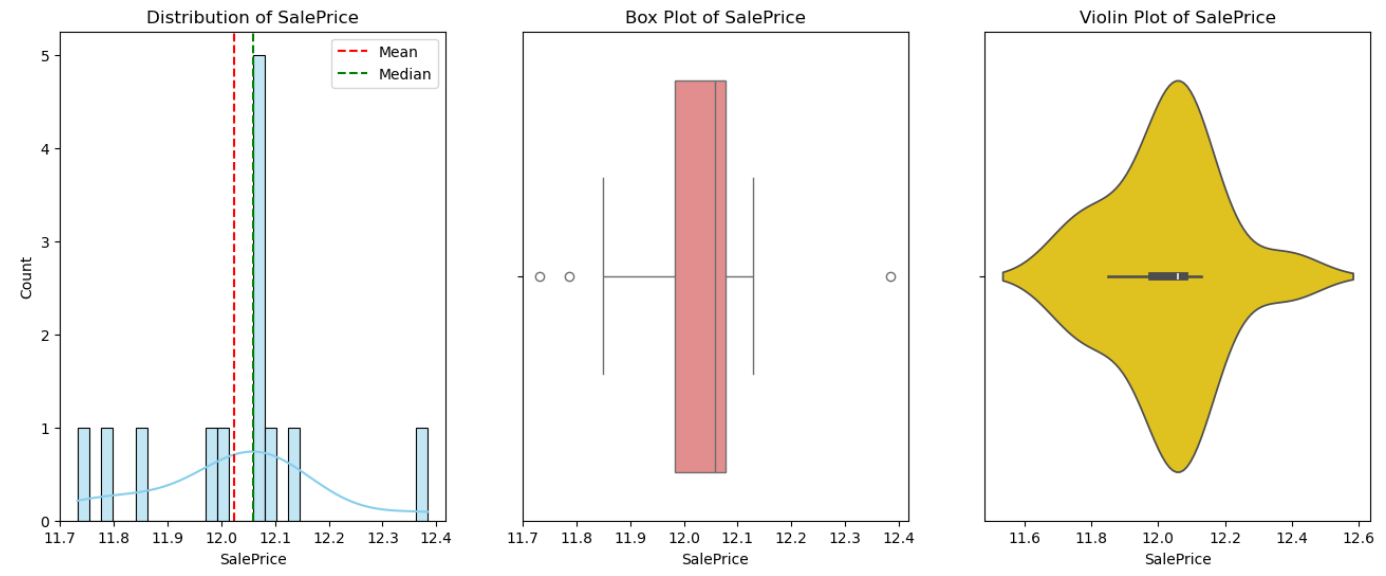 Distribution of SalePrice
5
4
3
2
1
0
Count
Mean
Median
11.7 11.8 11.9 12.0 12.1 12.2 12.3 12.4
SalePrice
Box Plot of SalePrice
11.7 11.8 11.9 12.0 12.1 12.2 12.3 12.4
SalePrice
Violin Plot of SalePrice
11.6 11.8 12.0 12.2 12.4 12.6
SalePrice